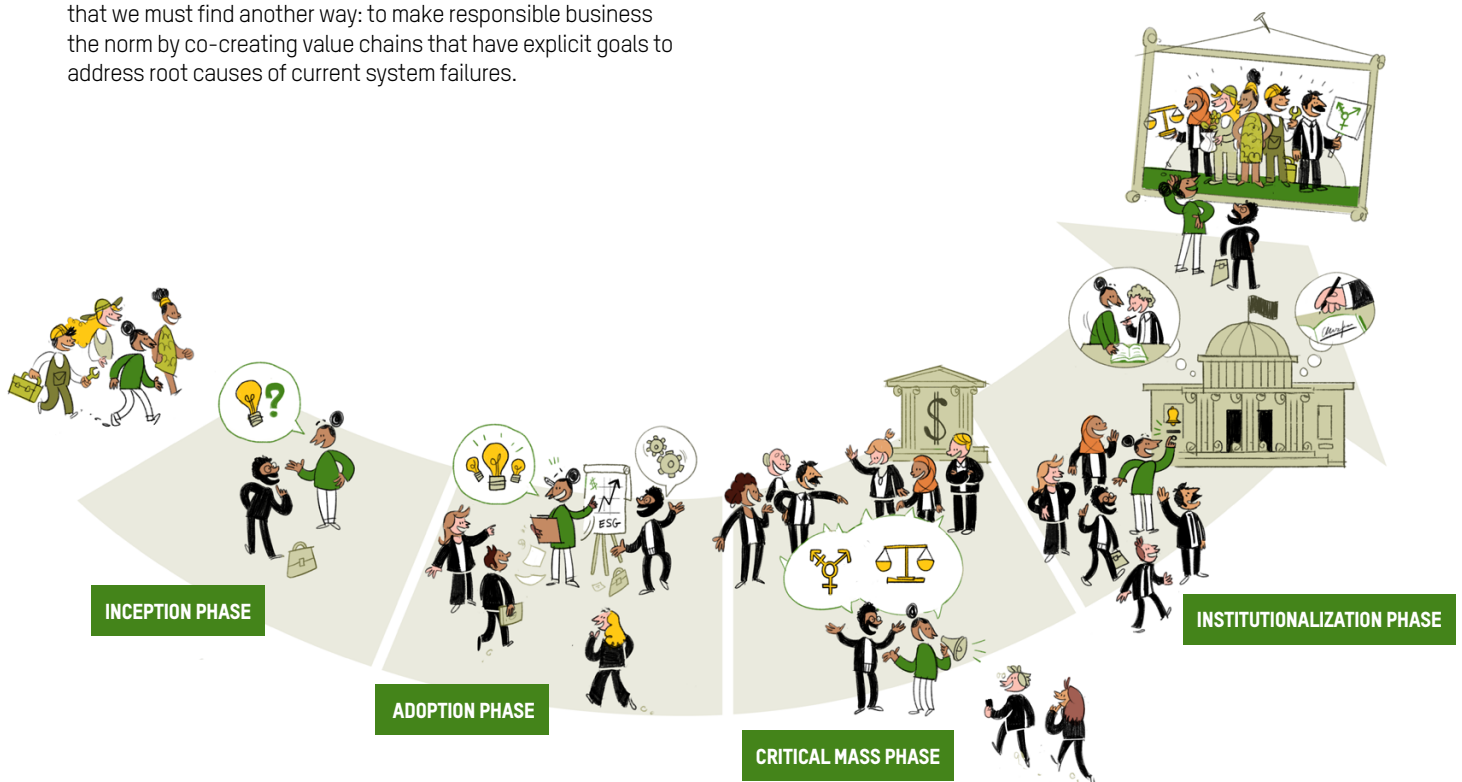 that we must find another way: to make responsible business
the norm by co-creating value chains that have explicit goals to
address root causes of current system failures.
?
$
$
ESG
INCEPTION PHASE
ADOPTION PHASE
CRITICAL MASS PHASE
INSTITUTIONALIZATION PHASE